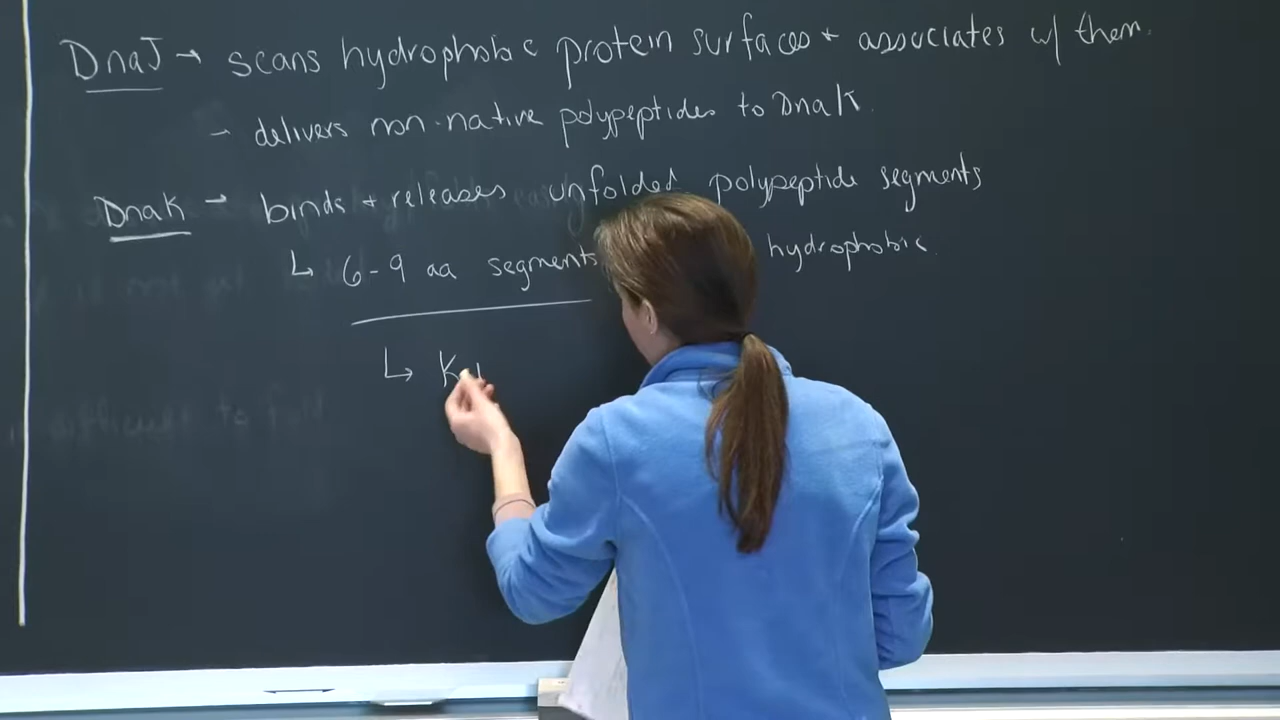 DnaJ → scans hydrophobic protein surfaces + associates w/ them.
- delivers non-native polypeptides to DnaK.
DnaK - binds + releases unfolded polypeptide segments
↳ 6-9 aa segments hydrophobic.
↳ K